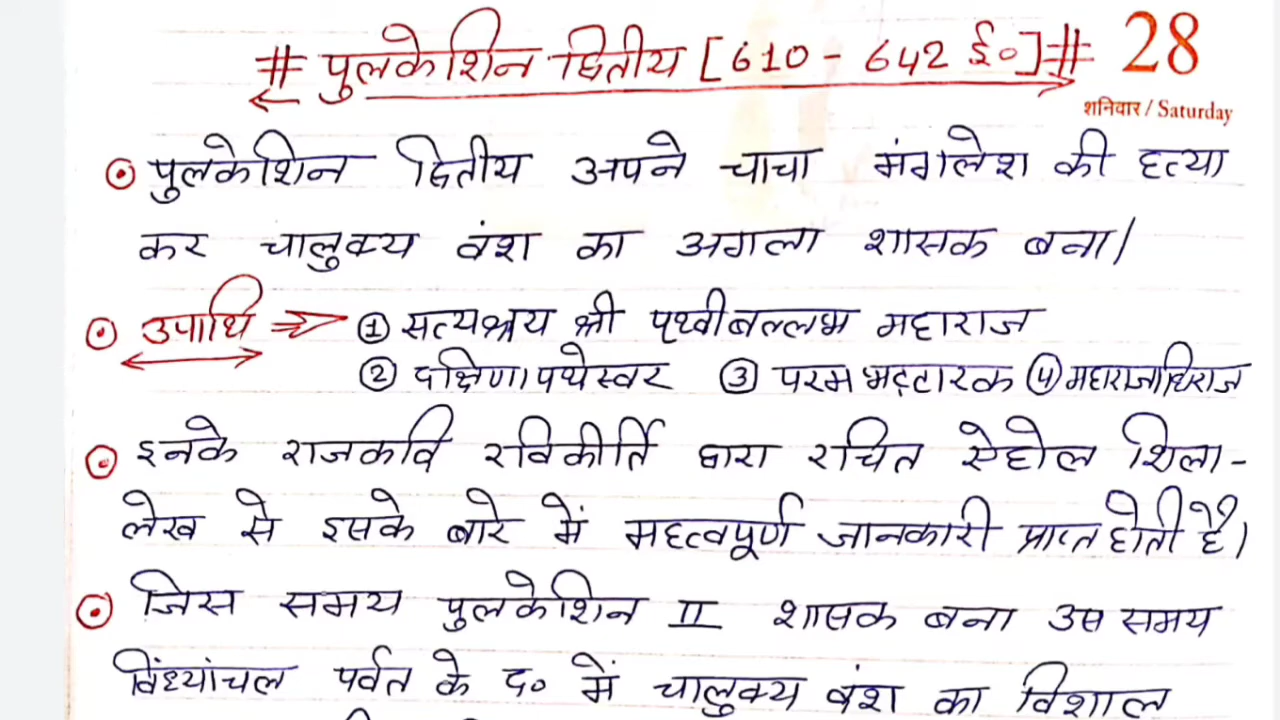 # पुलकेशिन द्वितीय [610 - 642 ई०] #
28
शनिवार / Saturday
पुलकेशिन द्वितीय अपने चाचा मंगलेश की हत्या
कर चालुक्य वंश का अगला शासक बना।
उपाधि ⇒ ① सत्यश्रय श्री पृथ्वीबल्लभ महाराज
② दक्षिणापथेस्वर ③ परमभट्टारक ④ महाराजाधिराज
इनके राजकवि रविकीर्ति द्वारा रचित सेहोल शिला-
लेख से इसके बारे में महत्वपूर्ण जानकारी प्राप्त होती है।
जिस समय पुलकेशिन II शासक बना उस समय
विंध्यांचल पर्वत के द० में चालुक्य वंश का विशाल